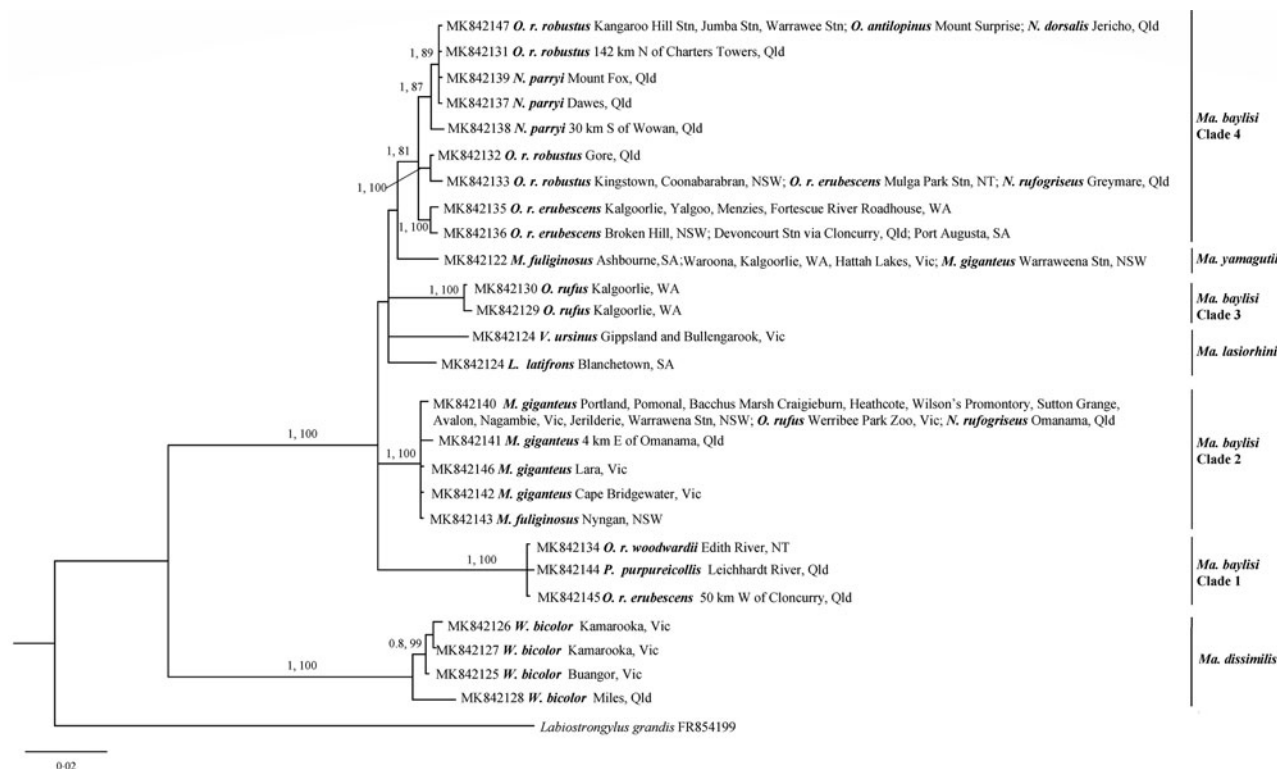 MK842147 O. r. robustus Kangaroo Hill Stn, Jumba Stn, Warrawee Stn; O. antilopinus Mount Surprise; N. dorsalis Jericho, Qld
1, 89
MK842131 O. r. robustus 142 km N of Charters Towers, Qld
MK842139 N. parryi Mount Fox, Qld
1, 87
MK842137 N. parryi Dawes, Qld
Ma. baylisi
Clade 4
MK842138 N. parryi 30 km S of Wowan, Qld
1, 81
MK842132 O. r. robustus Gore, Qld
1, 100
MK842133 O. r. robustus Kingstown, Coonabarabran, NSW; O. r. erubescens Mulga Park Stn, NT; N. rufogriseus Greymare, Qld
MK842135 O. r. erubescens Kalgoorlie, Yalgoo, Menzies, Fortescue River Roadhouse, WA
1, 100
MK842136 O. r. erubescens Broken Hill, NSW; Devoncourt Stn via Cloncurry, Qld; Port Augusta, SA
MK842122 M. fuliginosus Ashbourne,SA;Waroona, Kalgoorlie, WA, Hattah Lakes, Vic; M. giganteus Warraweena Stn, NSW
Ma. yamagutii
MK842130 O. rufus Kalgoorlie, WA
1, 100
Ma. baylisi
Clade 3
MK842129 O. rufus Kalgoorlie, WA
MK842124 V. ursinus Gippsland and Bullengarook, Vic
Ma. lasiorhini
MK842124 L. latifrons Blanchetown, SA
MK842140 M. giganteus Portland, Pomonal, Bacchus Marsh Craigieburn, Heathcote, Wilson's Promontory, Sutton Grange,
Avalon, Nagambie, Vic, Jerilderie, Warrawena Stn, NSW; O. rufus Werribee Park Zoo, Vic; N. rufogriseus Omanama, Qld
1, 100
MK842141 M. giganteus 4 km E of Omanama, Qld
1, 100
MK842146 M. giganteus Lara, Vic
Ma. baylisi
Clade 2
MK842142 M. giganteus Cape Bridgewater, Vic
MK842143 M. fuliginosus Nyngan, NSW
MK842134 O. r. woodwardii Edith River, NT
1, 100
MK842144 P. purpureicollis Leichhardt River, Qld
Ma. baylisi
Clade 1
MK842145 O. r. erubescens 50 km W of Cloncurry, Qld
MK842126 W. bicolor Kamarooka, Vic
0.8, 99
MK842127 W. bicolor Kamarooka, Vic
1, 100
MK842125 W. bicolor Buangor, Vic
Ma. dissimilis
MK842128 W. bicolor Miles, Qld
Labiostrongylus grandis FR854199
0·02